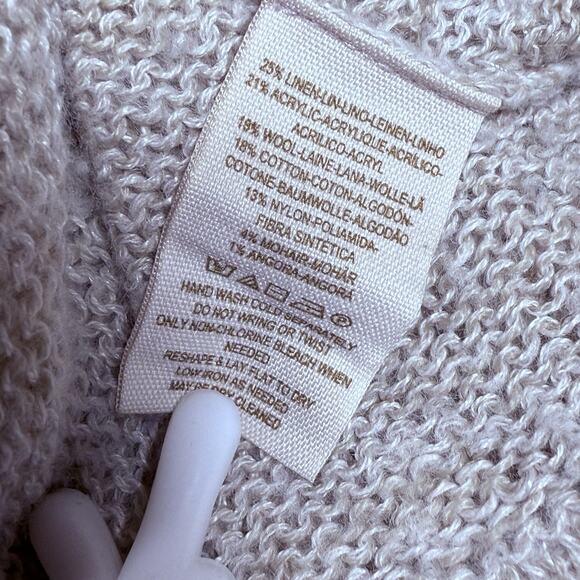 25% LINEN-LIN-LINO-LEINEN-LINHO
21% ACRYLIC-ACRYLIQUE-ACRÍLICO-
ACRILICO-ACRYL
18% WOOL-LAINE-LANA-WOLLE-LÃ
18% COTTON-COTON-ALGODÓN-
COTONE-BAUMWOLLE-ALGODÃO
13% NYLON-POLIAMIDA-
FIBRA SINTÉTICA
4% MOHAIR-MOHÄR
1% ANGORA-ANGORA
HAND WASH COLD SEPARATELY
DO NOT WRING OR TWIST
ONLY NON-CHLORINE BLEACH WHEN
NEEDED
RESHAPE & LAY FLAT TO DRY
LOW IRON AS NEEDED
MAY BE DRY CLEANED